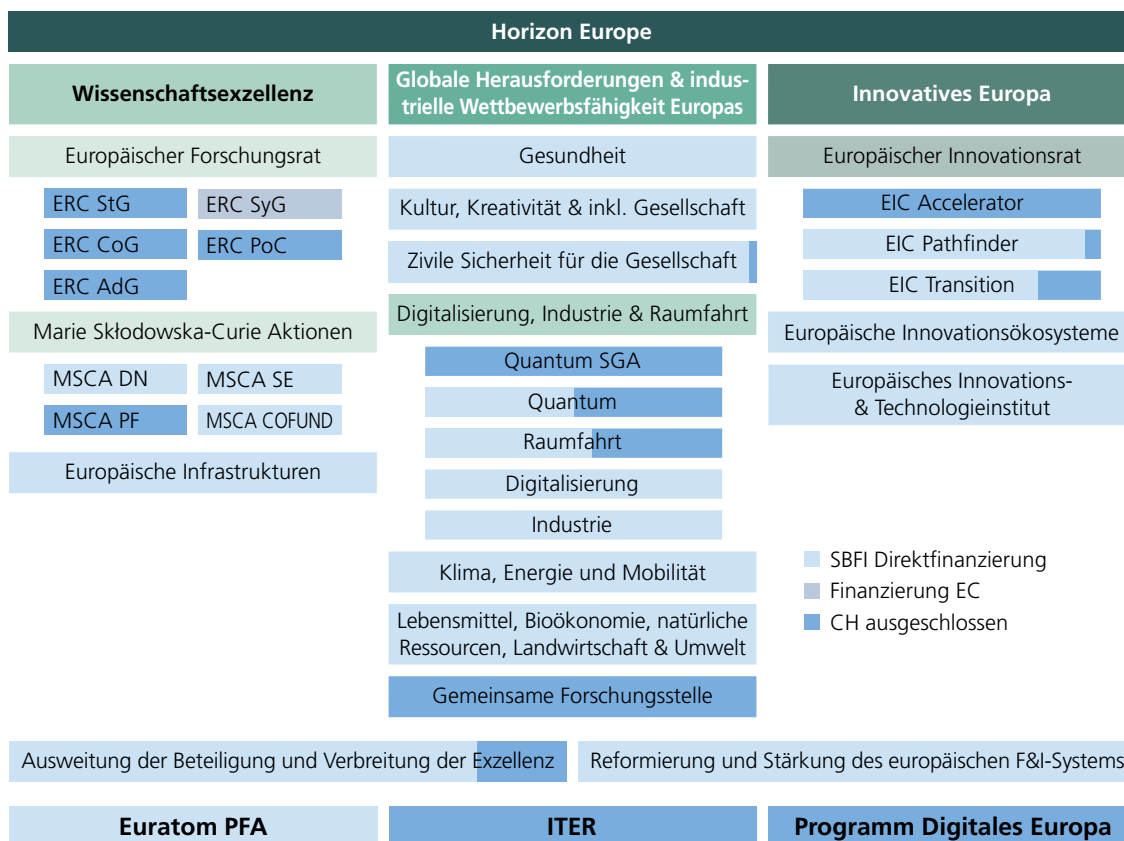 Horizon Europe
Wissenschaftsexzellenz
Europäischer Forschungsrat
ERC StG
ERC SyG
ERC CoG
ERC PoC
ERC AdG
Marie Skłodowska-Curie Aktionen
MSCA DN
MSCA SE
MSCA PF
MSCA COFUND
Europäische Infrastrukturen
Globale Herausforderungen & indus-
trielle Wettbewerbsfähigkeit Europas
Gesundheit
Kultur, Kreativität & inkl. Gesellschaft
Zivile Sicherheit für die Gesellschaft
Digitalisierung, Industrie & Raumfahrt
Quantum SGA
Quantum
Raumfahrt
Digitalisierung
Industrie
Klima, Energie und Mobilität
Lebensmittel, Bioökonomie, natürliche
Ressourcen, Landwirtschaft & Umwelt
Gemeinsame Forschungsstelle
Innovatives Europa
Europäischer Innovationsrat
EIC Accelerator
EIC Pathfinder
EIC Transition
Europäische Innovationsökosysteme
Europäisches Innovations-
& Technologieinstitut
SBFI Direktfinanzierung
Finanzierung EC
CH ausgeschlossen
Ausweitung der Beteiligung und Verbreitung der Exzellenz
Reformierung und Stärkung des europäischen F&I-Systems
Euratom PFA
ITER
Programm Digitales Europa